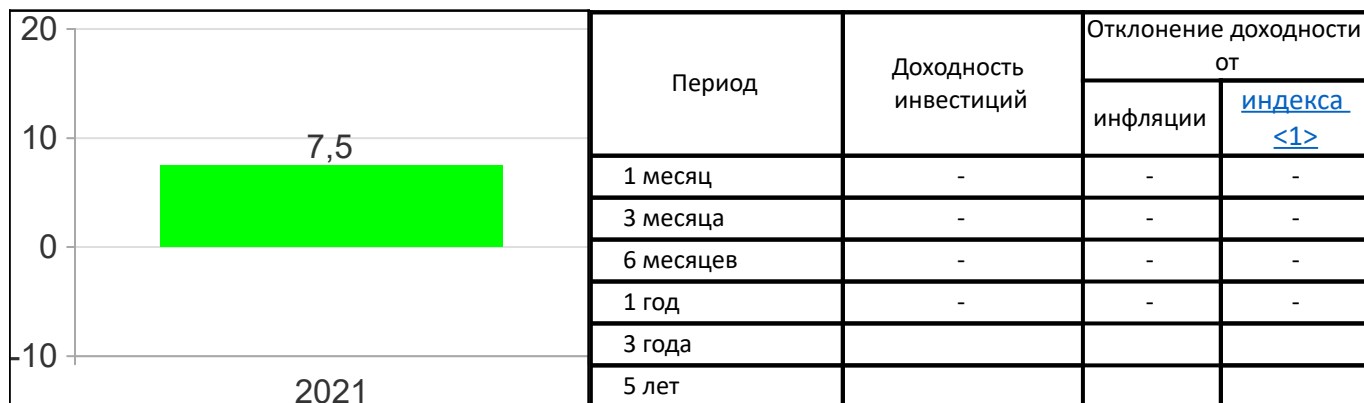 20
10
0
-10
7,5
2021
Период
Доходность
инвестиций
Отклонение доходности
от
инфляции
индекса
<1>
1 месяц - - -
3 месяца - - -
6 месяцев - - -
1 год - - -
3 года
5 лет